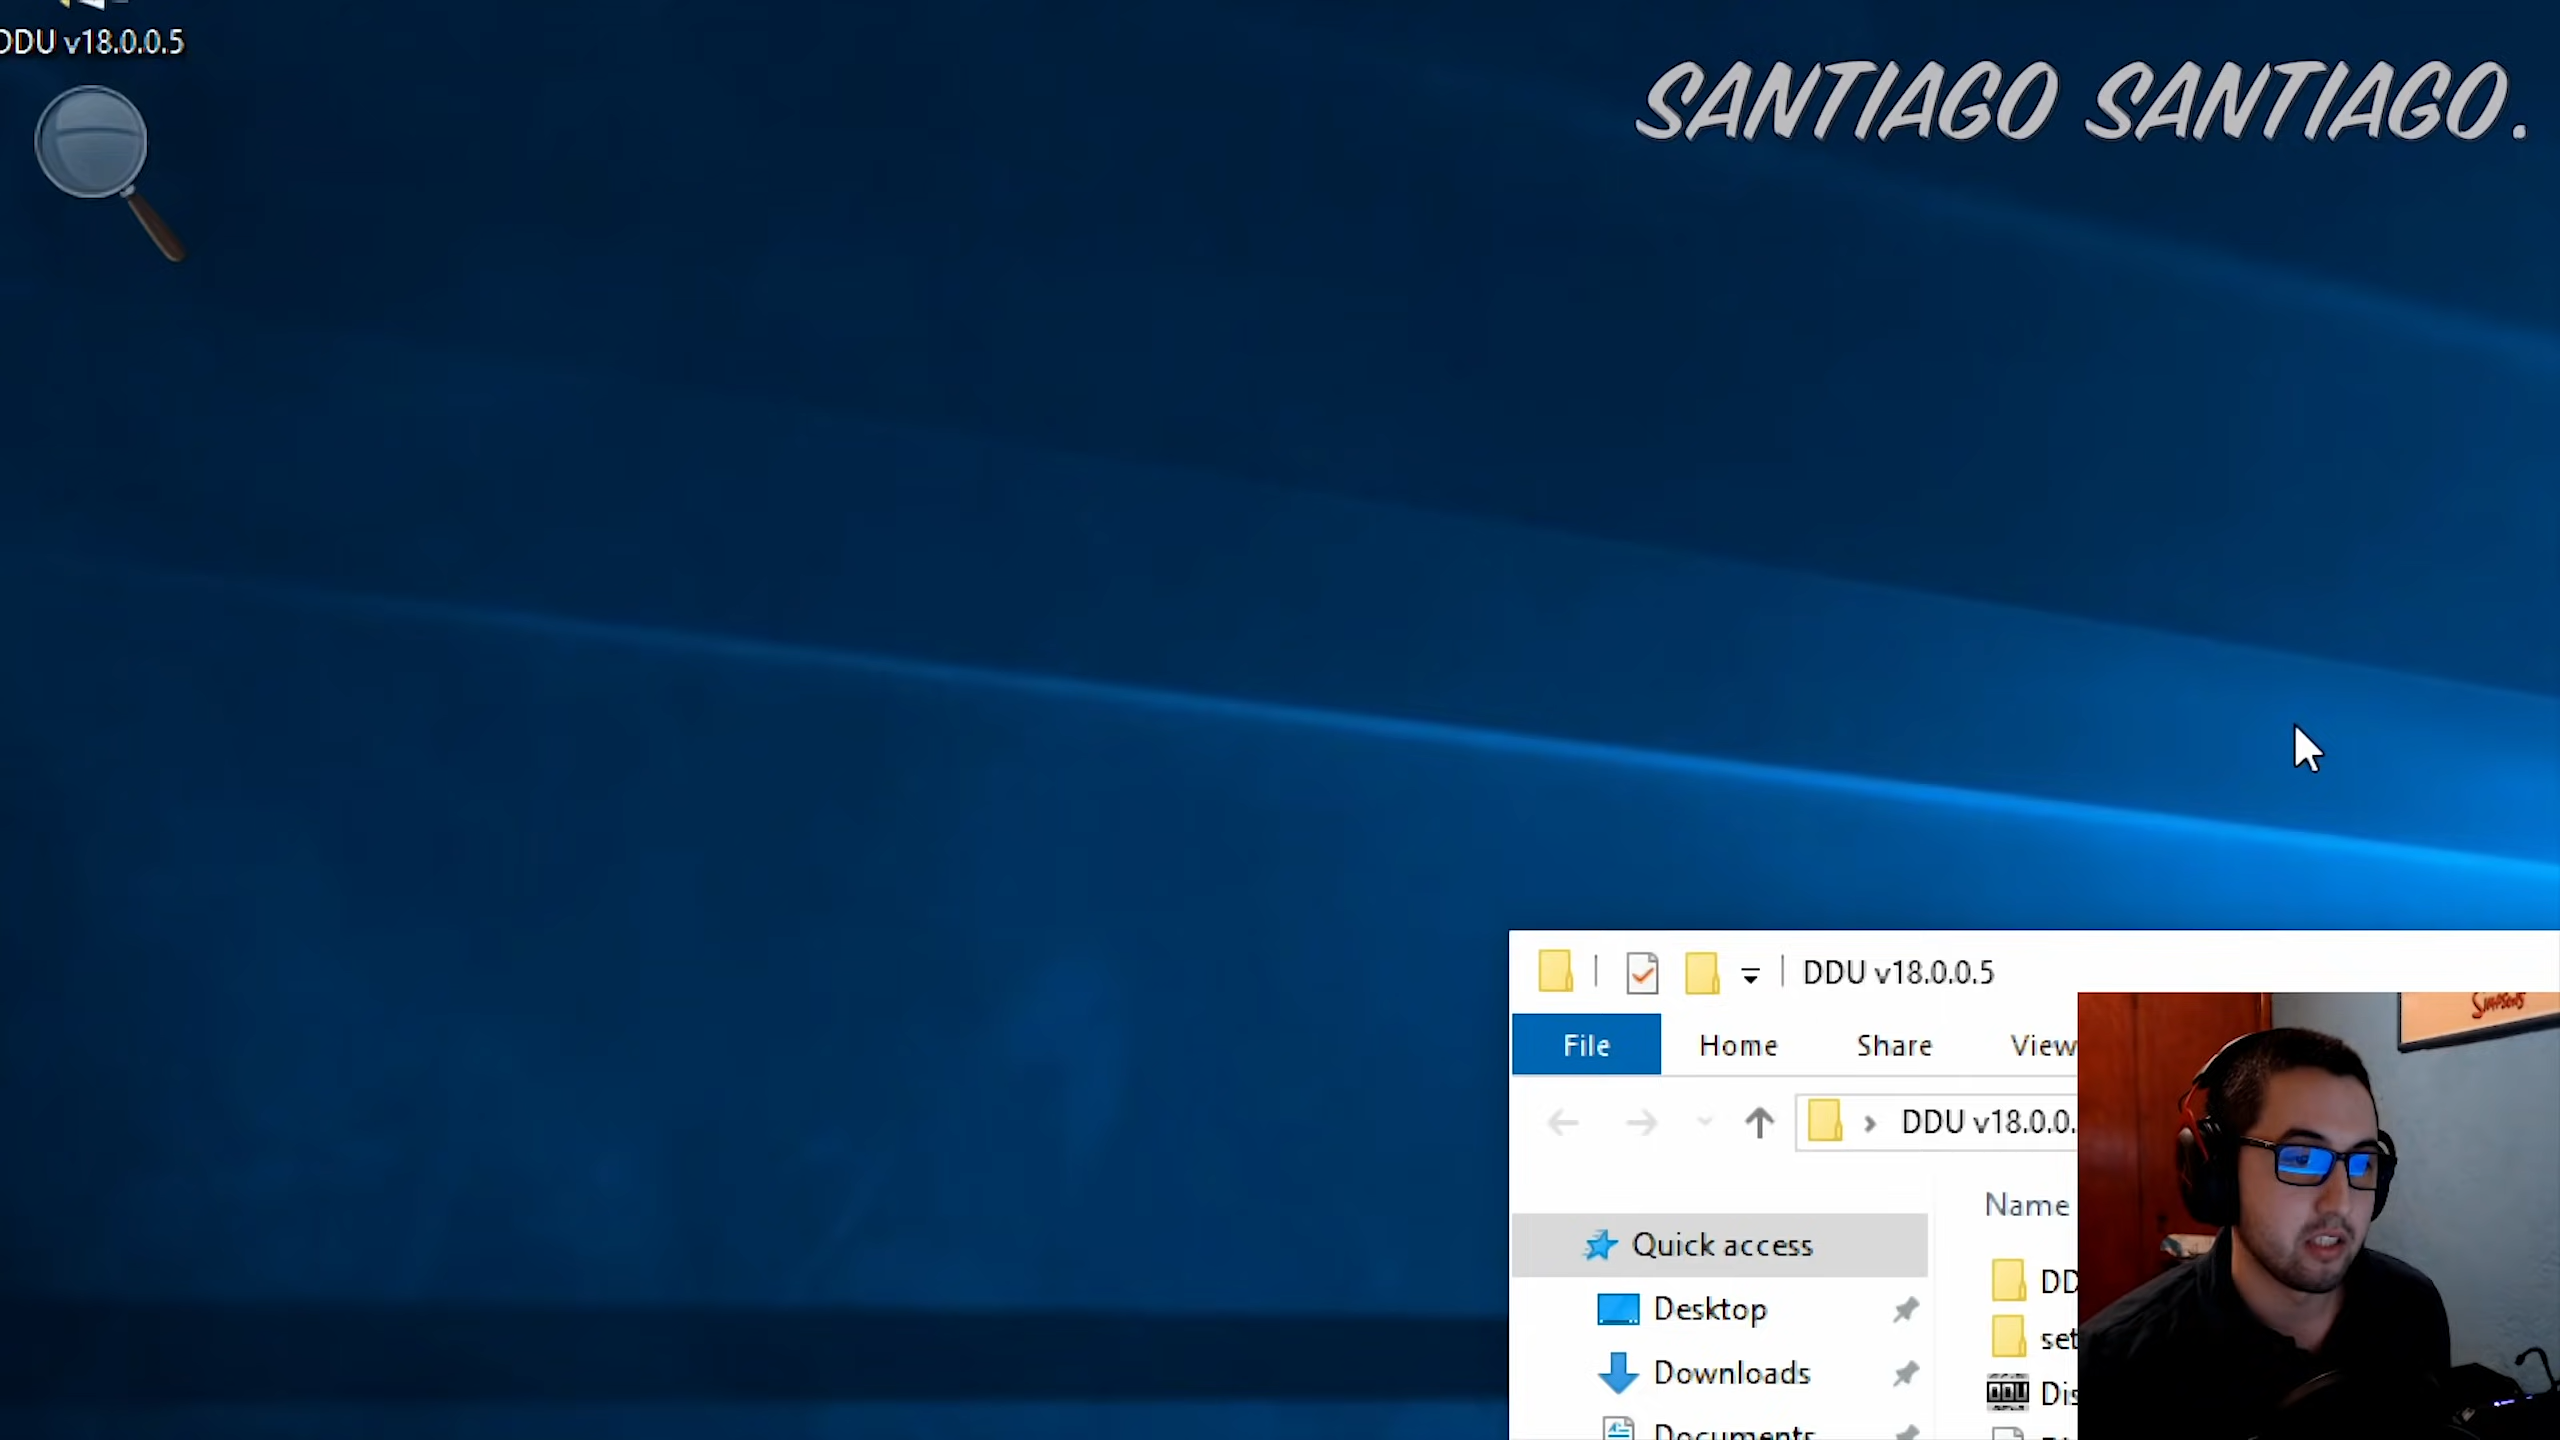 DDU v18.0.0.5
SANTIAGO SANTIAGO.
DDU v18.0.0.5
File Home Share View
DDU v18.0.0.
Name
Quick access
Desktop
Downloads
Documents
DD
set
Dis
SIMPSONS